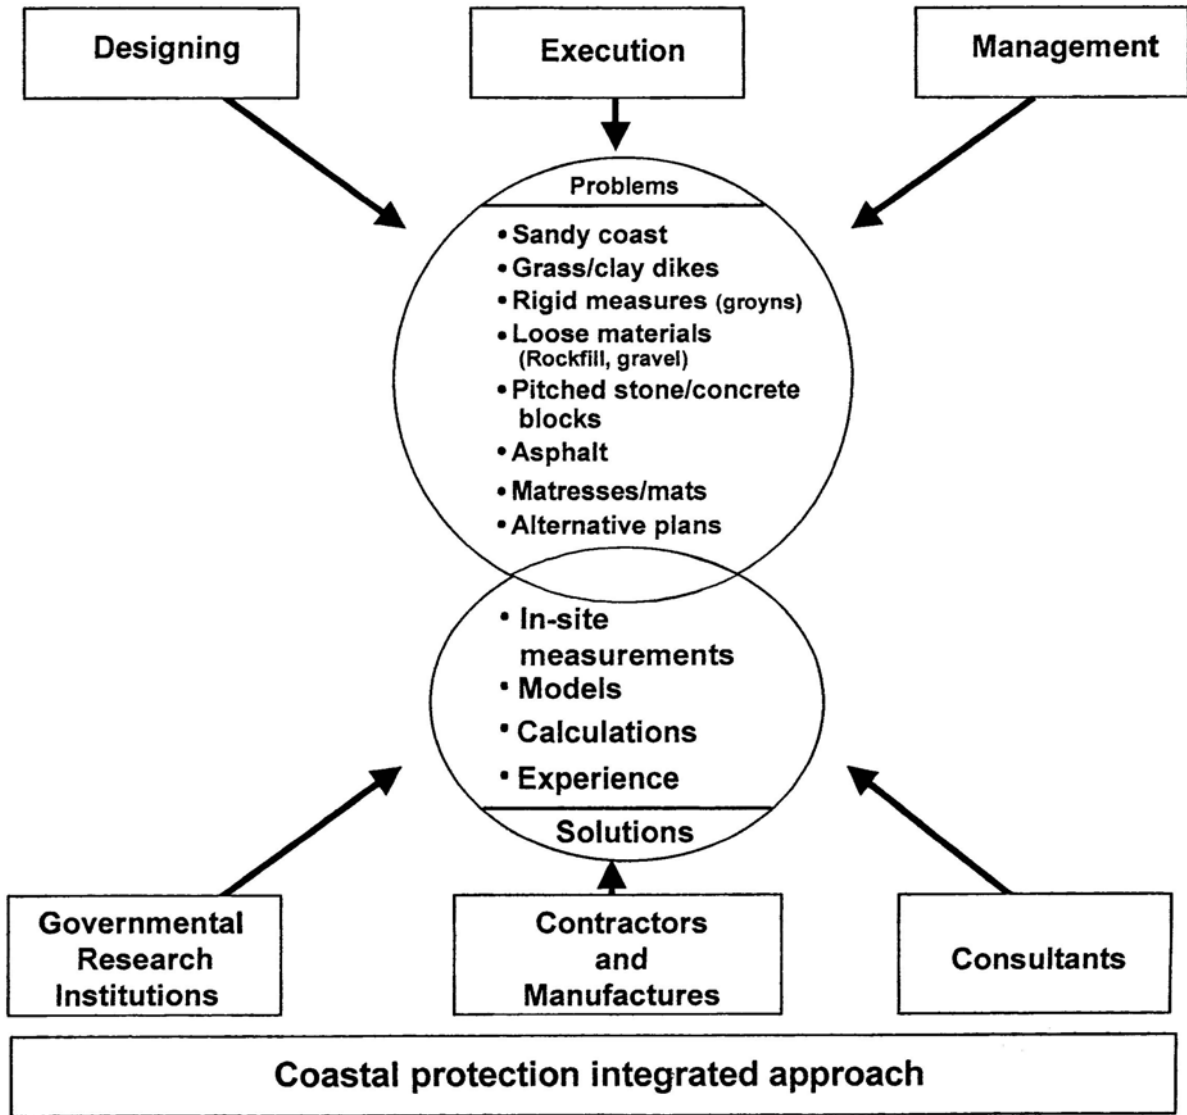 Designing
Execution
Management
Problems
• Sandy coast
• Grass/clay dikes
• Rigid measures (groyns)
• Loose materials
(Rockfill, gravel)
• Pitched stone/concrete
blocks
• Asphalt
• Matresses/mats
• Alternative plans
• In-site
measurements
• Models
• Calculations
• Experience
Solutions
Governmental
Research
Institutions
Contractors
and
Manufactures
Consultants
Coastal protection integrated approach